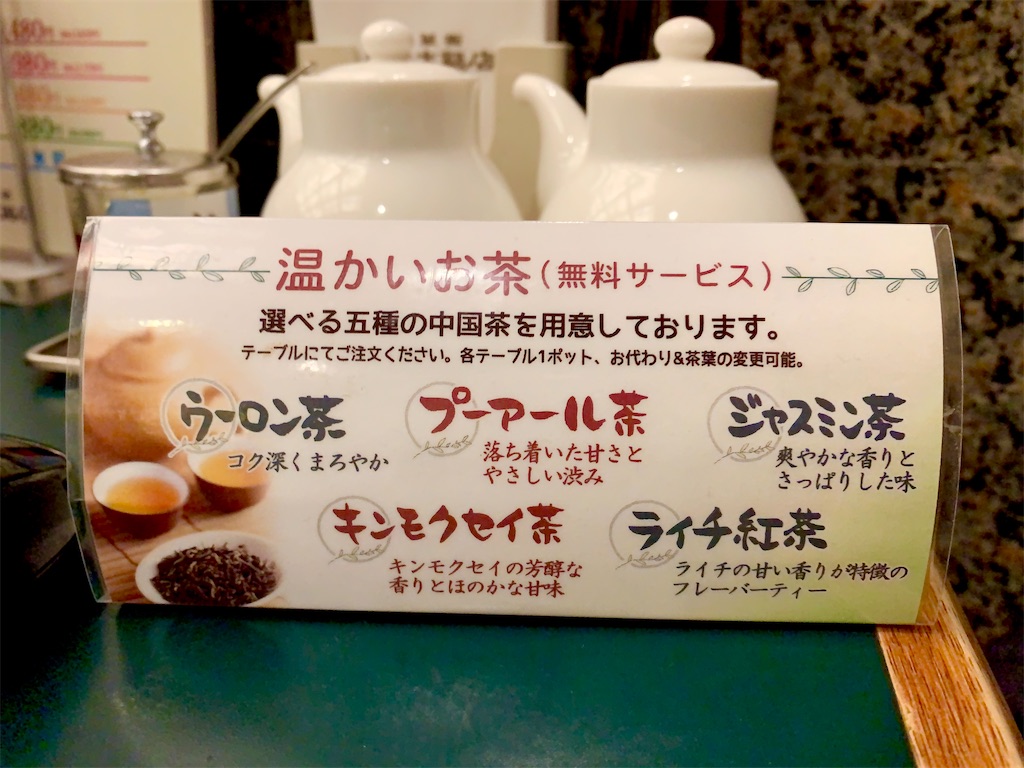 温かいお茶(無料サービス)
選べる五種の中国茶を用意しております。
テーブルにてご注文ください。各テーブル1ポット、お代わり&茶葉の変更可能。
ウーロン茶
コク深くまろやか
プーアール茶
落ち着いた甘さと
やさしい渋み
ジャスミン茶
爽やかな香りと
さっぱりした味
キンモクセイ茶
キンモクセイの芳醇な
香りとほのかな甘味
ライチ紅茶
ライチの甘い香りが特徴の
フレーバーティー